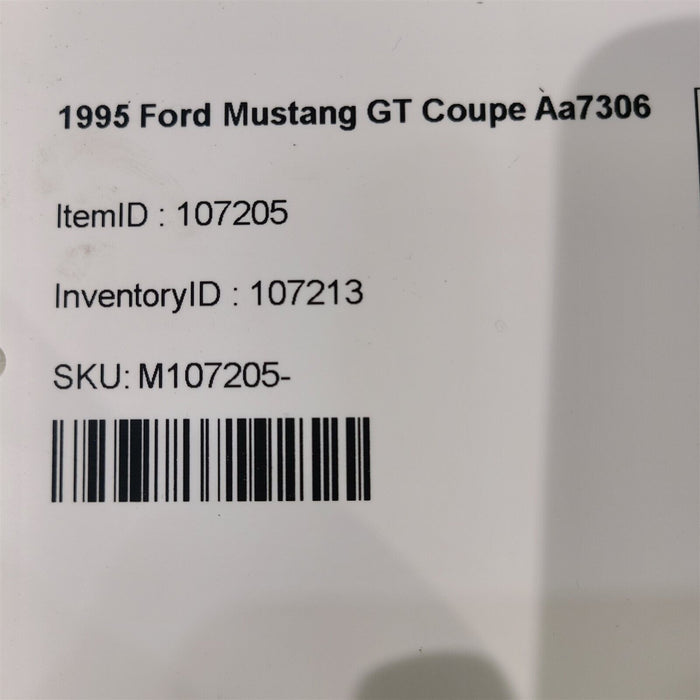 1995 Ford Mustang GT Coupe Aa7306
ItemID : 107205
InventoryID : 107213
SKU: M107205-